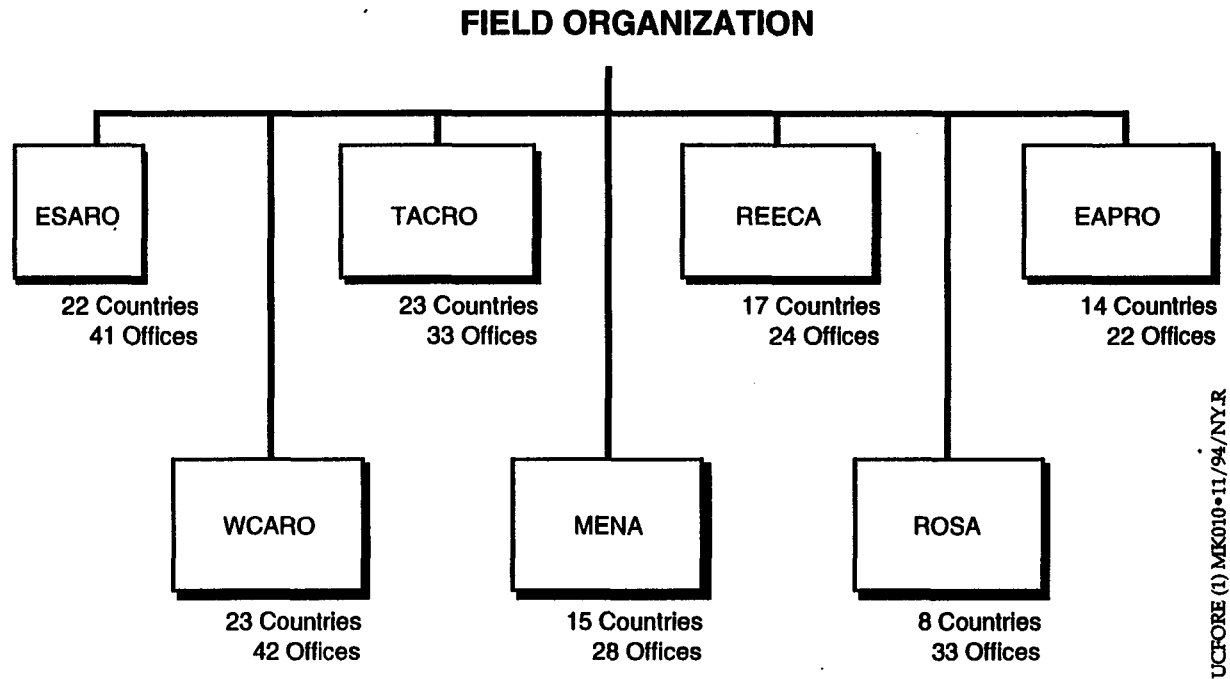 FIELD ORGANIZATION
ESARO
22 Countries
41 Offices
TACRO
23 Countries
33 Offices
REECA
17 Countries
24 Offices
EAPRO
14 Countries
22 Offices
WCARO
23 Countries
42 Offices
MENA
15 Countries
28 Offices
ROSA
8 Countries
33 Offices
UCFORE (1) MK010•11/94/NY.R